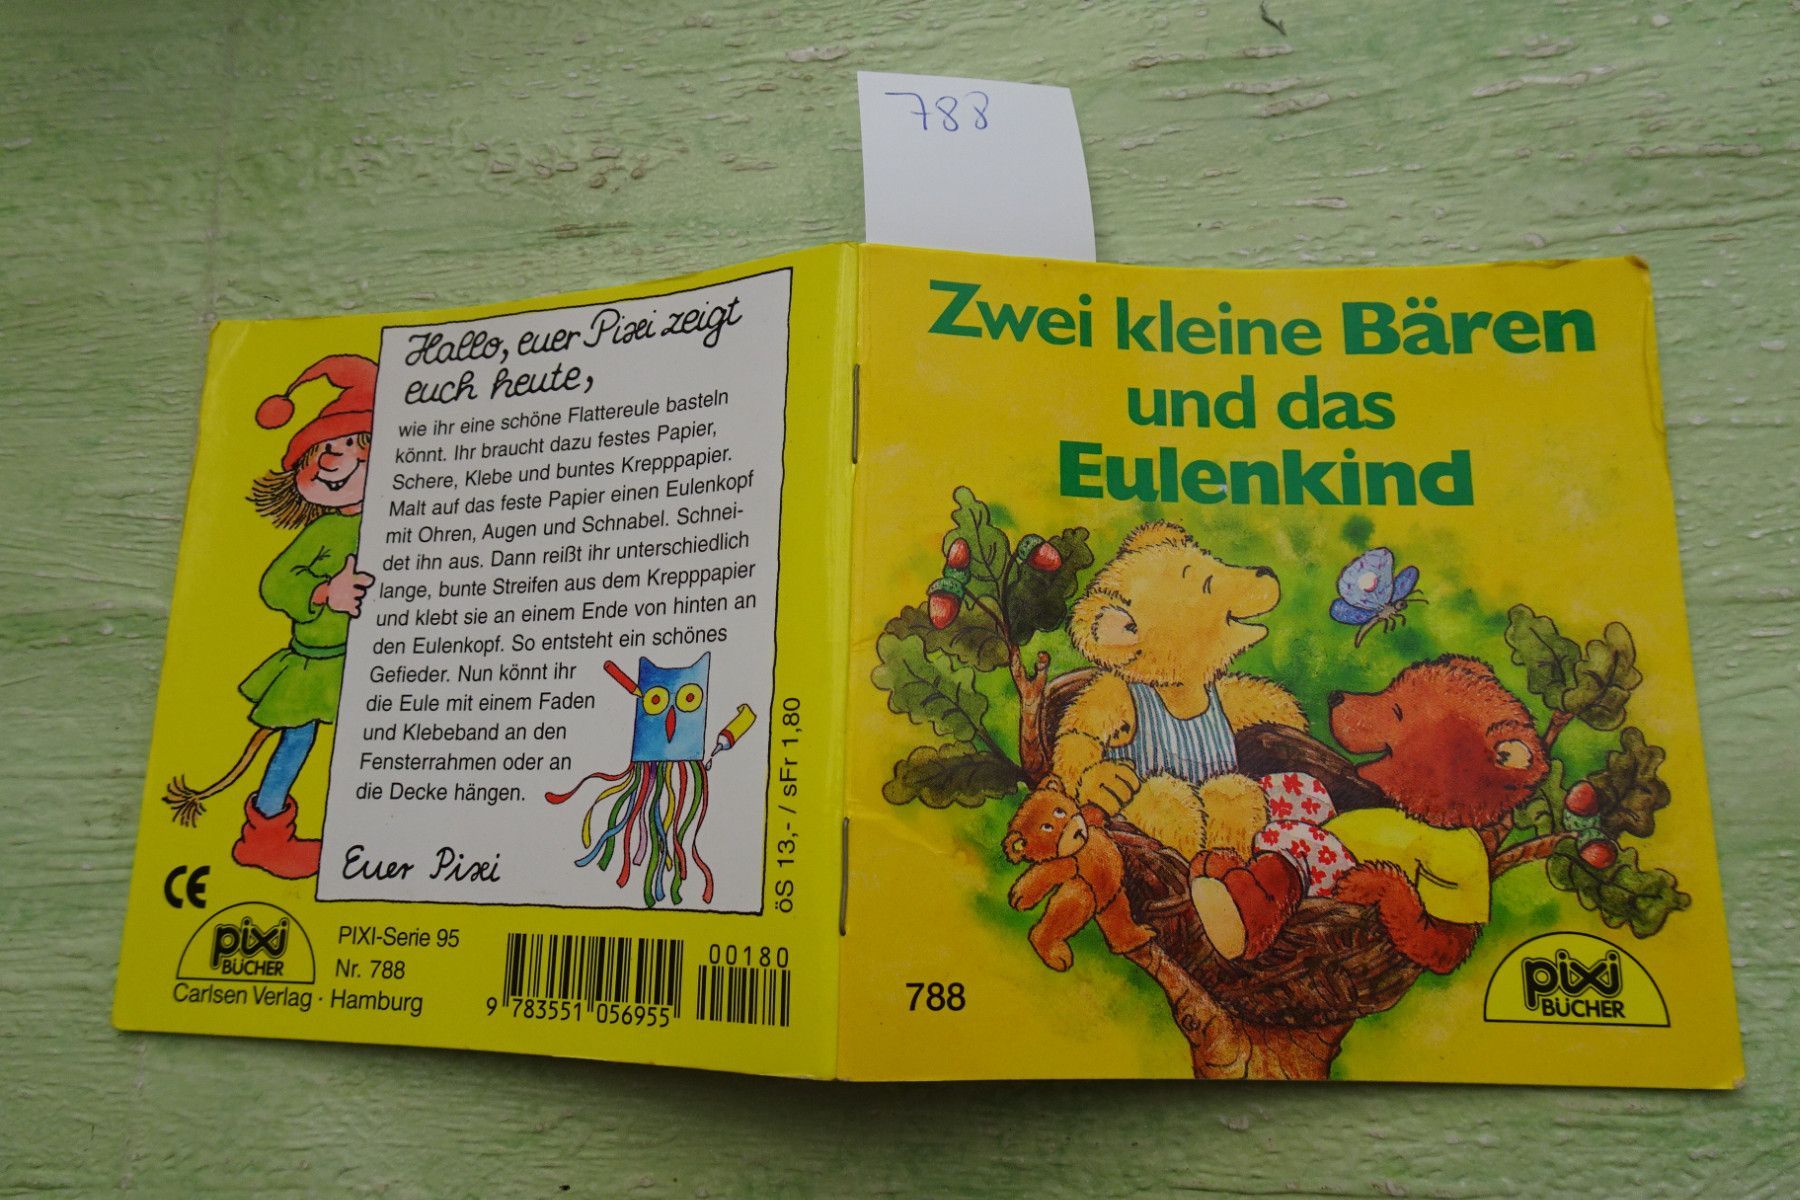 788
Hallo, euer Pixi zeigt
euch heute,
wie ihr eine schöne Flattereule basteln
könnt. Ihr braucht dazu festes Papier,
Schere, Klebe und buntes Krepppapier.
Malt auf das feste Papier einen Eulenkopf
mit Ohren, Augen und Schnabel. Schnei-
det ihn aus. Dann reißt ihr unterschiedlich
lange, bunte Streifen aus dem Krepppapier
und klebt sie an einem Ende von hinten an
den Eulenkopf. So entsteht ein schönes
Gefieder. Nun könnt ihr
die Eule mit einem Faden
und Klebeband an den
Fensterrahmen oder an
die Decke hängen.
Euer Pixi
öS 13,- / sFr 1,80
CE
pixi
BÜCHER
Carlsen Verlag · Hamburg
PIXI-Serie 95
Nr. 788
00180
9 783551 056955
Zwei kleine Bären
und das
Eulenkind
788
pixi
BÜCHER